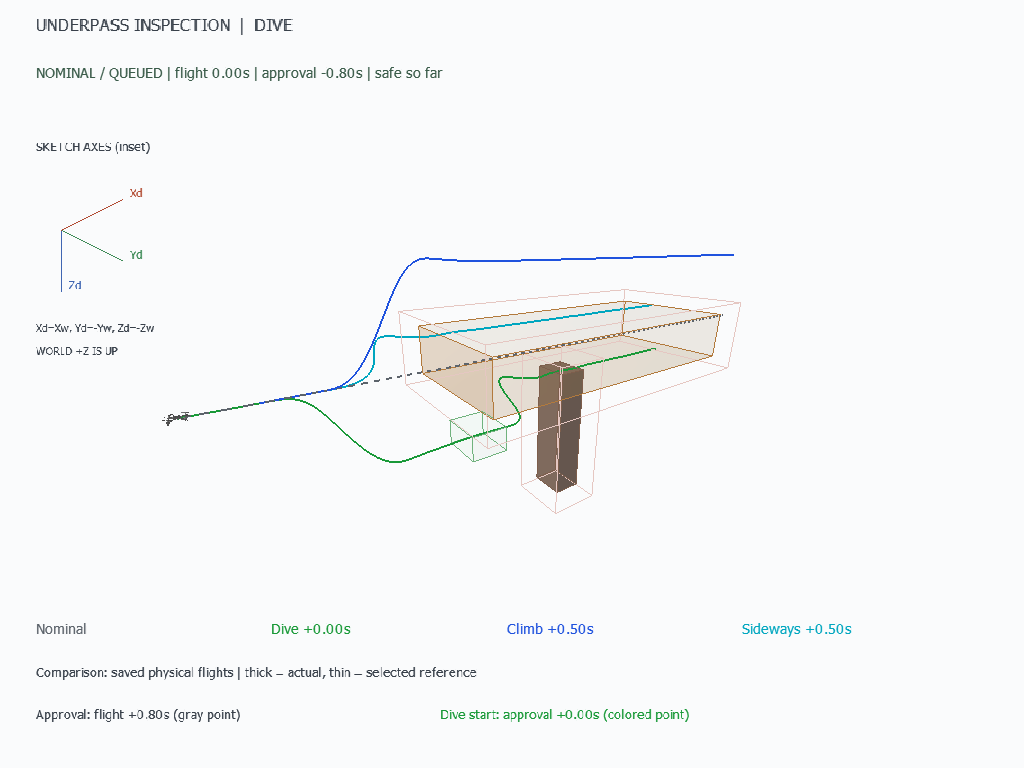 UNDERPASS INSPECTION | DIVE
NOMINAL / QUEUED | flight 0.00s | approval -0.80s | safe so far
SKETCH AXES (inset)
Xd
Yd
Zd
Xd=Xw, Yd=-Yw, Zd=-Zw
WORLD +Z IS UP
Nominal
Dive +0.00s
Climb +0.50s
Sideways +0.50s
Comparison: saved physical flights | thick = actual, thin = selected reference
Approval: flight +0.80s (gray point)
Dive start: approval +0.00s (colored point)